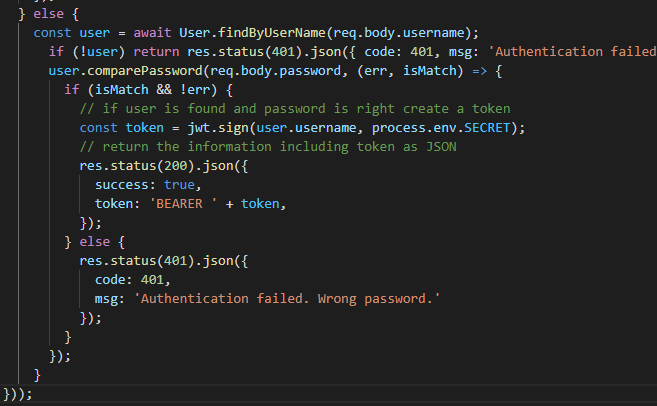 } else {
const user = await User.findByUserName(req.body.username);
if (!user) return res.status(401).json({ code: 401, msg: 'Authentication failed
user.comparePassword(req.body.password, (err, isMatch) => {
if (isMatch && !err) {
// if user is found and password is right create a token
const token = jwt.sign(user.username, process.env.SECRET);
// return the information including token as JSON
res.status(200).json({
success: true,
token: 'BEARER ' + token,
});
} else {
res.status(401).json({
code: 401,
msg: 'Authentication failed. Wrong password.'
});
}
});
}
}));